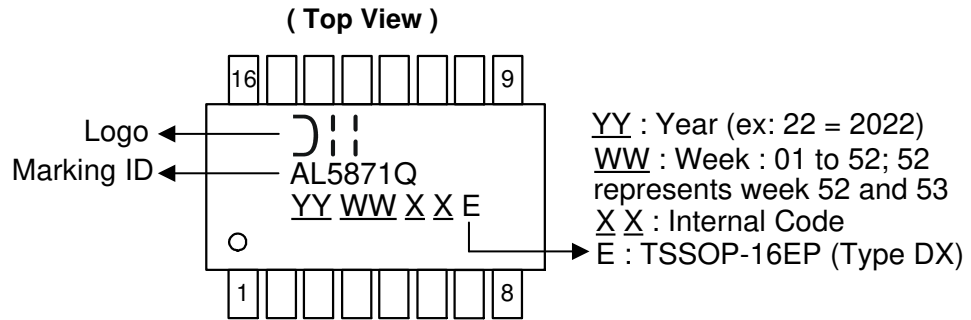 ( Top View )
16 9
Logo
Marking ID
AL5871Q
YY WW X X E
1 8
YY : Year (ex: 22 = 2022)
WW : Week : 01 to 52; 52
represents week 52 and 53
X X : Internal Code
E : TSSOP-16EP (Type DX)